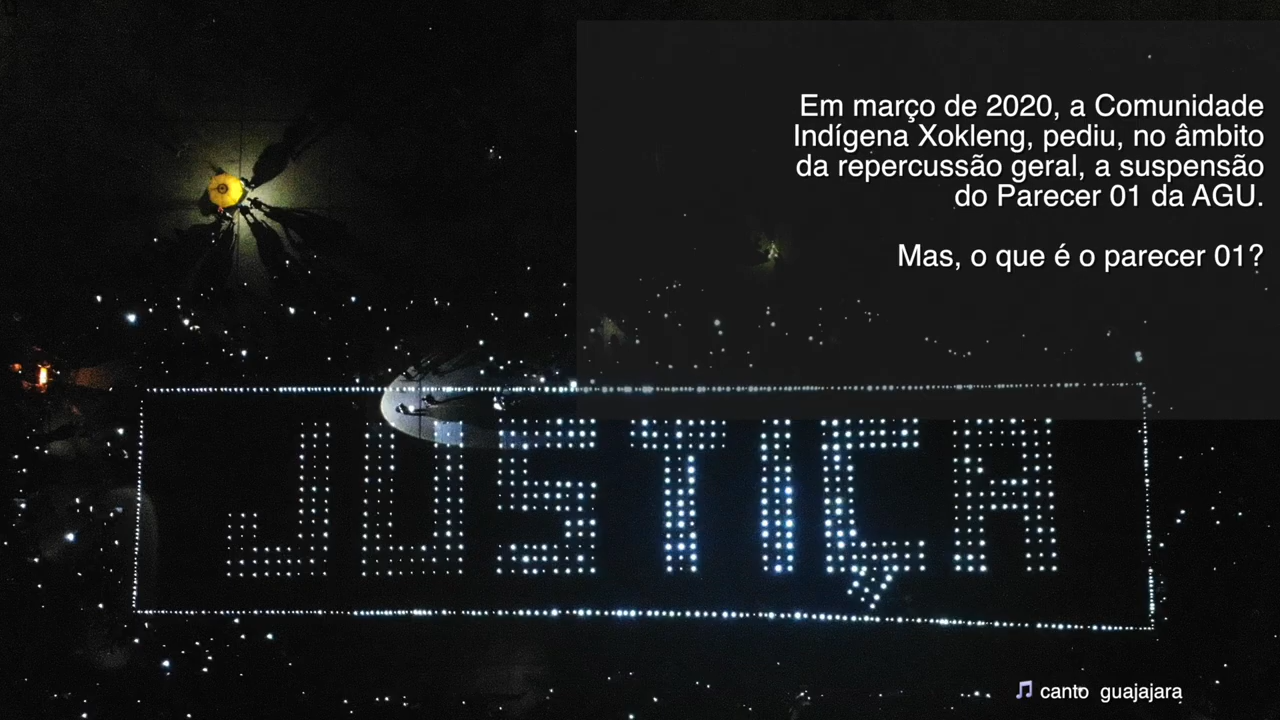 Em março de 2020, a Comunidade
Indígena Xokleng, pediu, no âmbito
da repercussão geral, a suspensão
do Parecer 01 da AGU.
Mas, o que é o parecer 01?
JUSTIÇA
🎵 canto guajajara